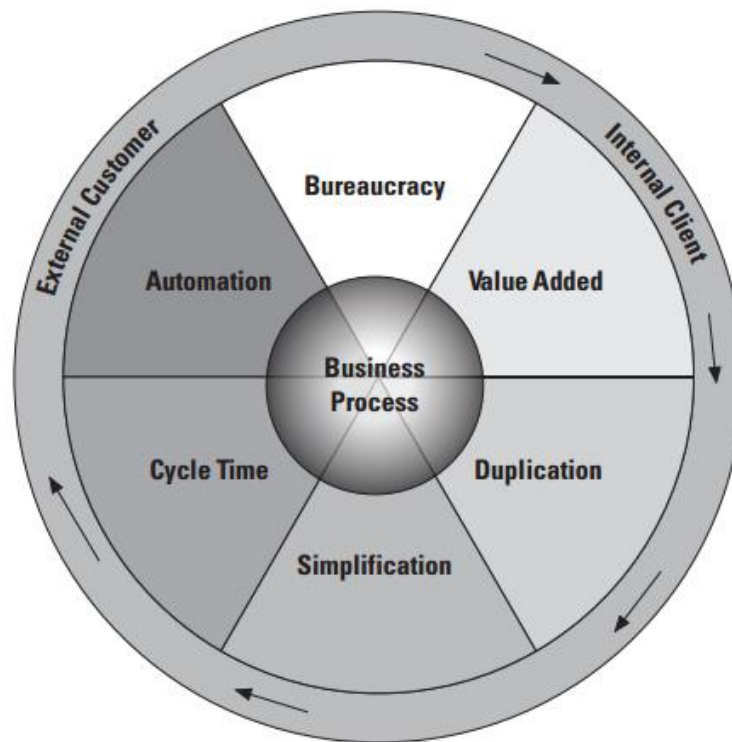 External Customer
Internal Client
Bureaucracy
Automation
Value Added
Business
Process
Cycle Time
Duplication
Simplification